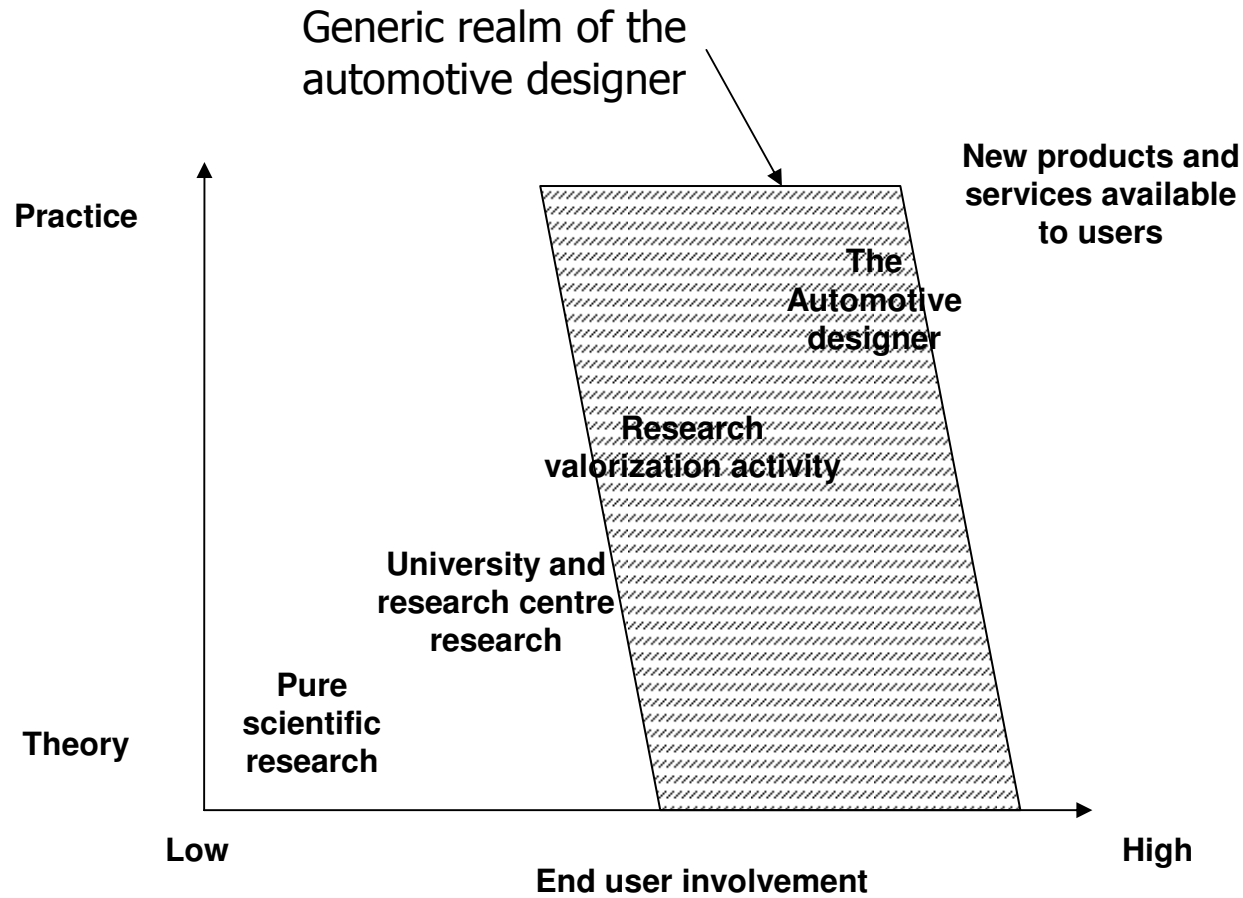 Generic realm of the
automotive designer
New products and
services available
to users
Practice
The
Automotive
designer
Research
valorization activity
University and
research centre
research
Pure
scientific
research
Theory
Low
High
End user involvement